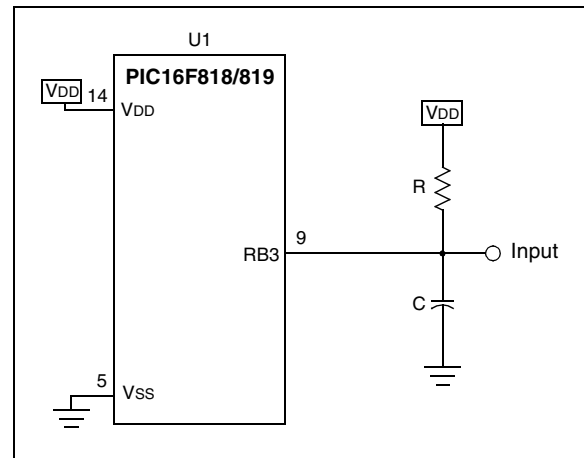 U1
PIC16F818/819
VDD
14
VDD
VDD
R
9
RB3
Input
C
5
VSS